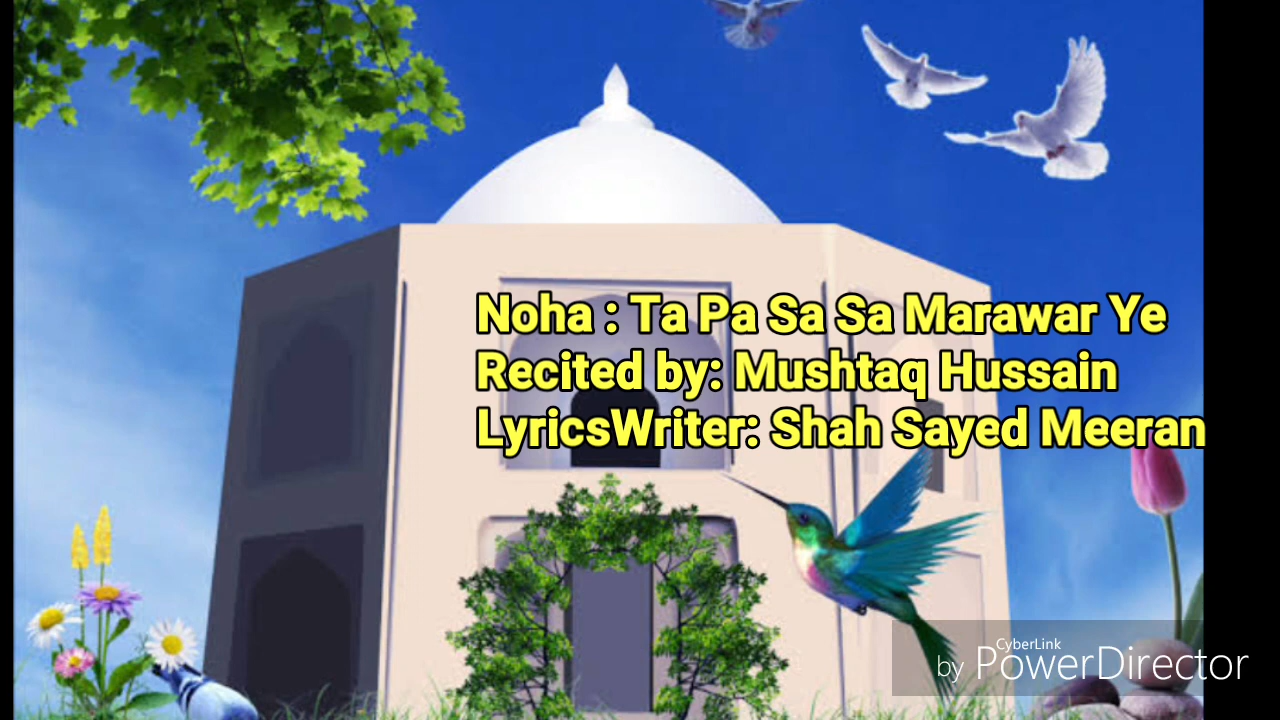 Noha : Ta Pa Sa Sa Marawar Ye
Recited by: Mushtaq Hussain
LyricsWriter: Shah Sayed Meeran
CyberLink
by PowerDirector